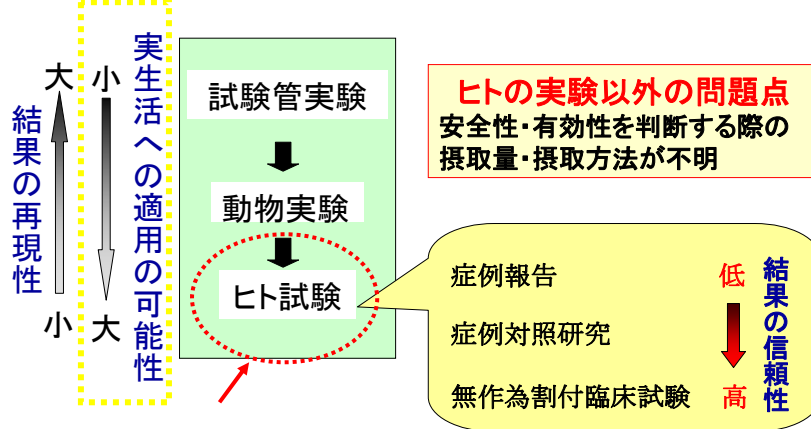 大
小
結果の再現性
小
大
実生活への適用の可能性
試験管実験
動物実験
ヒト試験
ヒトの実験以外の問題点
安全性・有効性を判断する際の
摂取量・摂取方法が不明
症例報告
低
症例対照研究
無作為割付臨床試験
高
結果の信頼性